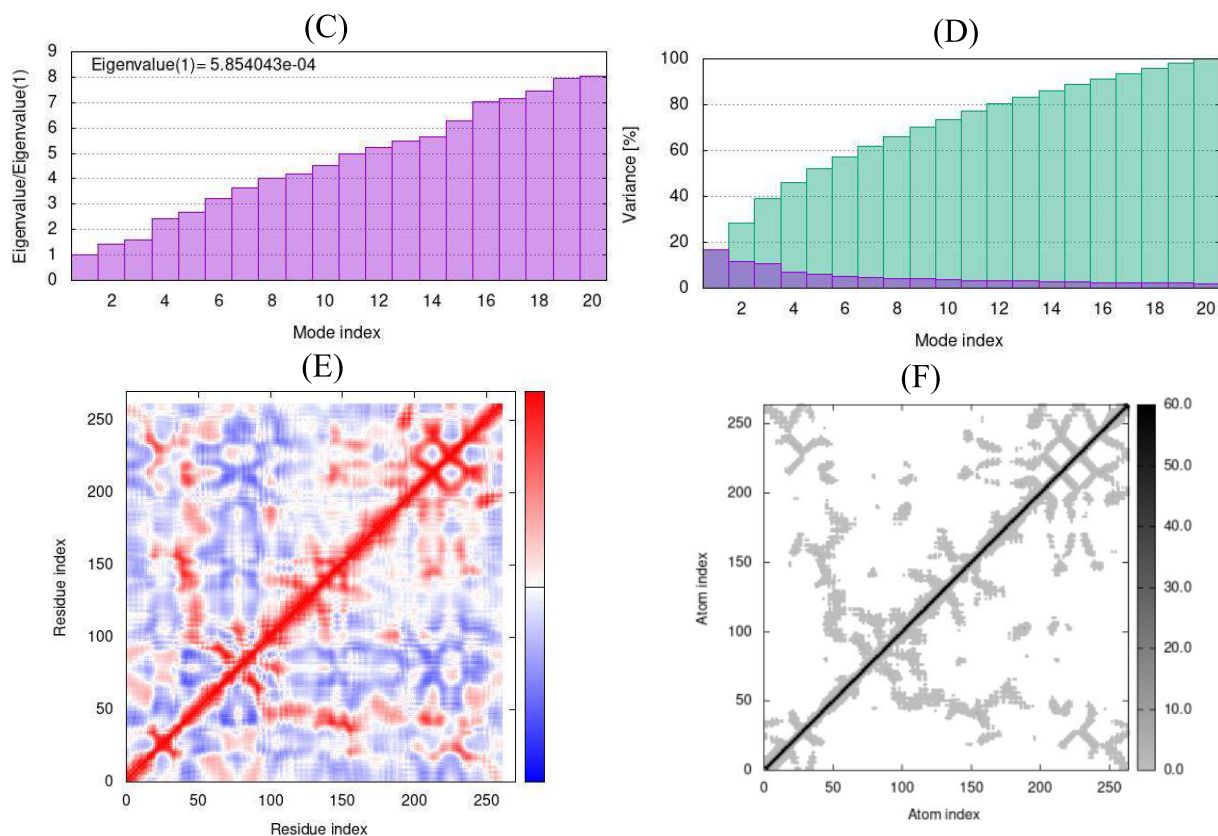 (C)
Eigenvalue(1)= 5.854043e-04
Eigenvalue/Eigenvalue(1)
9
8
7
6
5
4
3
2
1
0
2 4 6 8 10 12 14 16 18 20
Mode index
(D)
Variance [%]
100
80
60
40
20
0
2 4 6 8 10 12 14 16 18 20
Mode index
(E)
Residue index
250
200
150
100
50
0
0 50 100 150 200 250
Residue index
(F)
Atom index
250
200
150
100
50
0
0 50 100 150 200 250
Atom index
60.0
50.0
40.0
30.0
20.0
10.0
0.0